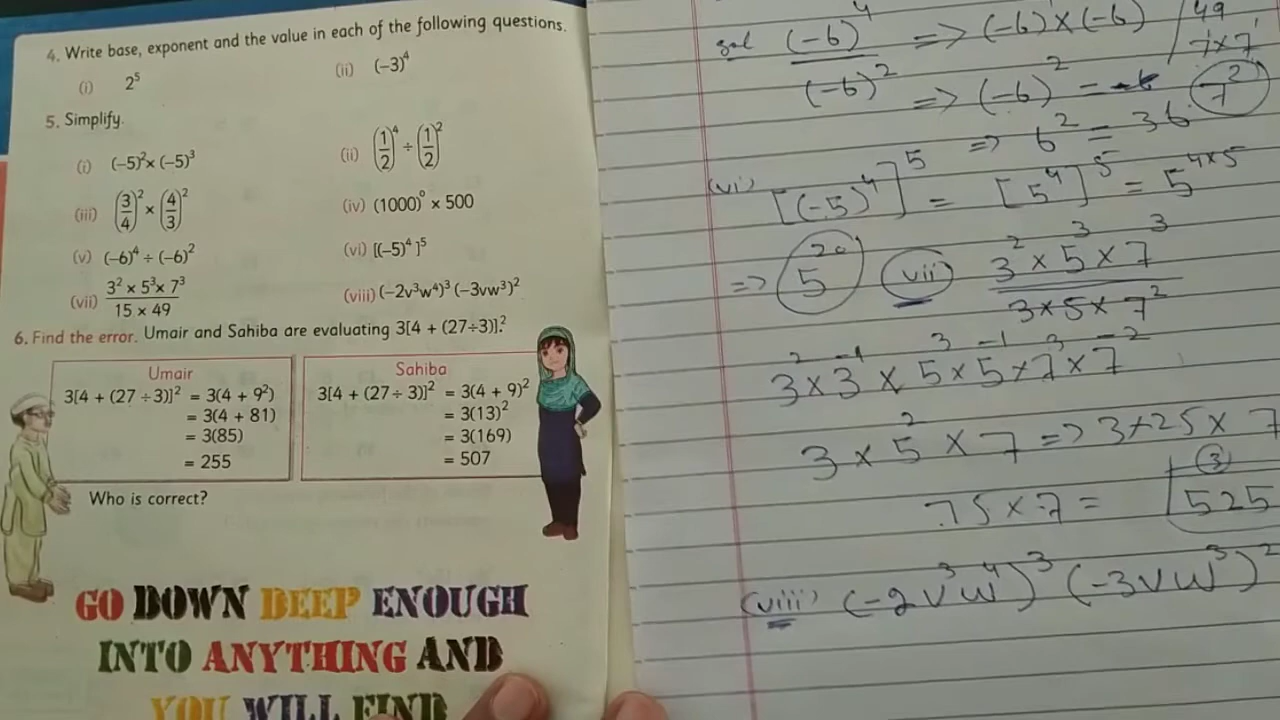 4. Write base, exponent and the value in each of the following questions.
(i) 2⁵ (ii) (−3)⁴
5. Simplify.
(i) (−5)² × (−5)³ (ii) (1/2)⁴ ÷ (1/2)²
(iii) (3/4)² × (4/3)² (iv) (1000)⁰ × 500
(v) (−6)⁴ ÷ (−6)² (vi) [(−5)⁴]⁵
(vii) 3² × 5³ × 7³ / 15 × 49 (viii) (−2v³w⁴)³ (−3vw³)²
6. Find the error. Umair and Sahiba are evaluating 3[4 + (27÷3)]².
Umair
3[4 + (27 ÷ 3)]² = 3(4 + 9²)
= 3(4 + 81)
= 3(85)
= 255
Sahiba
3[4 + (27 ÷ 3)]² = 3(4 + 9)²
= 3(13)²
= 3(169)
= 507
Who is correct?
GO DOWN DEEP ENOUGH
INTO ANYTHING AND
YOU WILL FIND
sol (−6)⁴ => (−6) × (−6)
(−6)² => (−6)² =
=> 6² = 36
49
7×7
7²
(vi) [(−5)⁴]⁵ = [5⁴]⁵ = 5⁴ˣ⁵
=> 5²⁰ (vii) 3² × 5³ × 7³
3 × 5 × 7²
3² × 3⁻¹ × 5³ × 5⁻¹ × 7³ × 7⁻²
3 × 5² × 7 => 3 × 25 × 7
75 × 7 = 525
3
(viii) (−2v³w⁴)³ (−3vw³)²